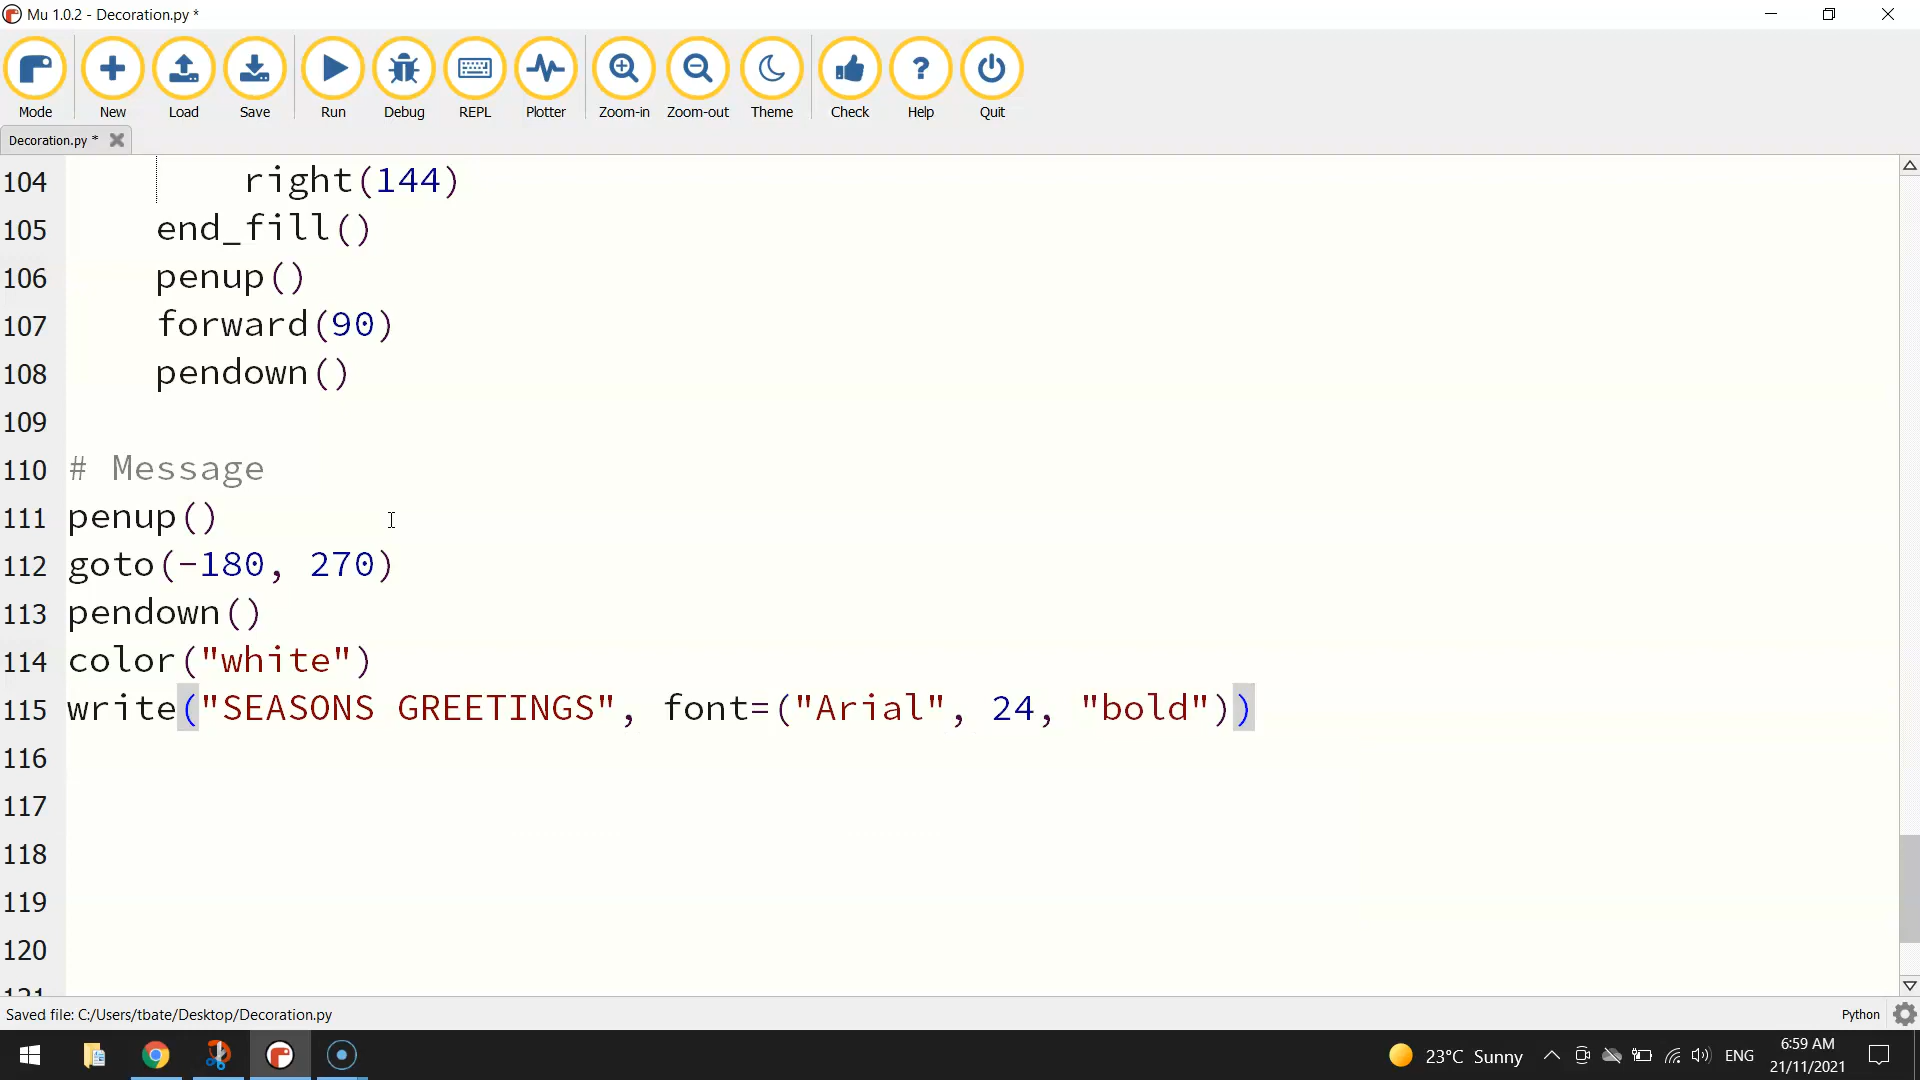 Mu 1.0.2 - Decoration.py *
Mode New Load Save Run Debug REPL Plotter Zoom-in Zoom-out Theme Check Help Quit
Decoration.py *
104 right(144)
105 end_fill()
106 penup()
107 forward(90)
108 pendown()
109
110 # Message
111 penup()
112 goto(-180, 270)
113 pendown()
114 color("white")
115 write("SEASONS GREETINGS", font=("Arial", 24, "bold"))
116
117
118
119
120
121
Saved file: C:/Users/tbate/Desktop/Decoration.py Python
23°C Sunny ENG 6:59 AM
21/11/2021